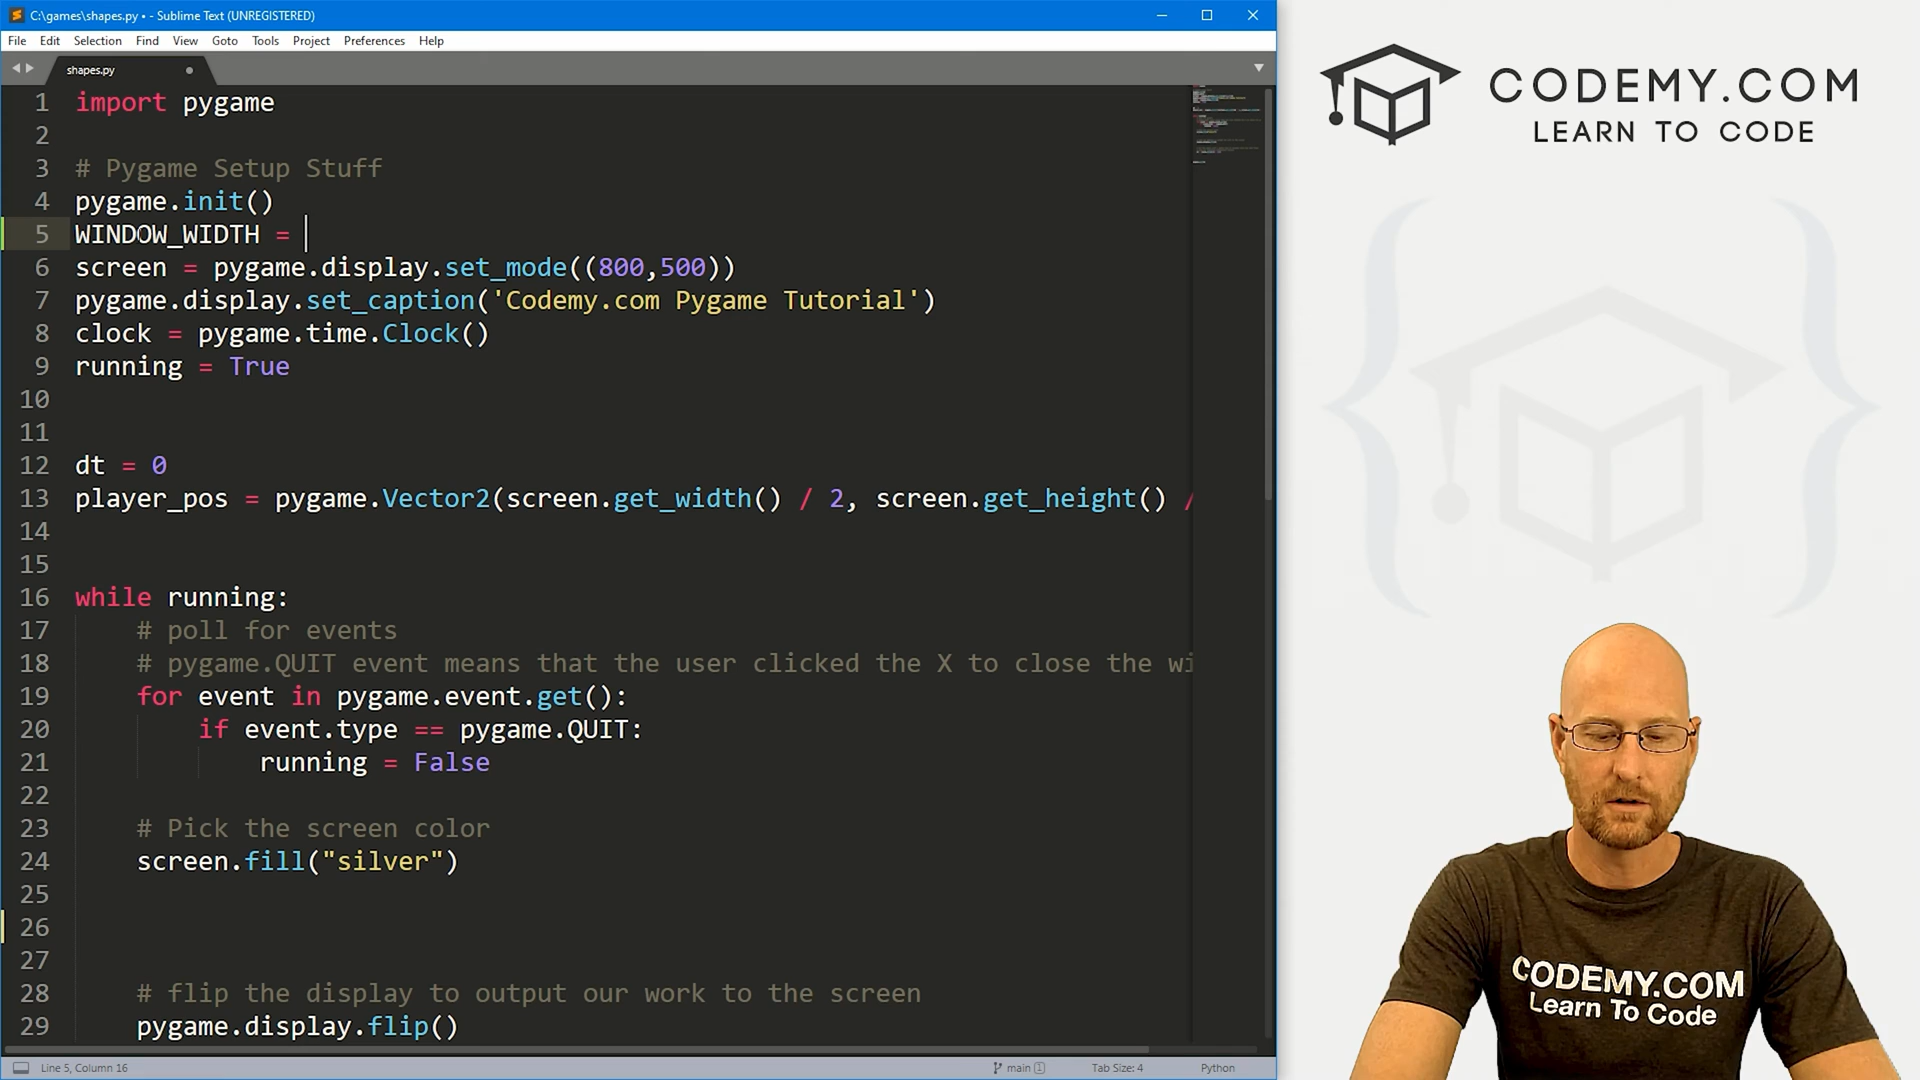 C:\games\shapes.py • - Sublime Text (UNREGISTERED)
File Edit Selection Find View Goto Tools Project Preferences Help
shapes.py
1 import pygame
2
3 # Pygame Setup Stuff
4 pygame.init()
5 WINDOW_WIDTH =
6 screen = pygame.display.set_mode((800,500))
7 pygame.display.set_caption('Codemy.com Pygame Tutorial')
8 clock = pygame.time.Clock()
9 running = True
10
11
12 dt = 0
13 player_pos = pygame.Vector2(screen.get_width() / 2, screen.get_height() /
14
15
16 while running:
17 # poll for events
18 # pygame.QUIT event means that the user clicked the X to close the wi
19 for event in pygame.event.get():
20 if event.type == pygame.QUIT:
21 running = False
22
23 # Pick the screen color
24 screen.fill("silver")
25
26
27
28 # flip the display to output our work to the screen
29 pygame.display.flip()
Line 5, Column 16
main 1
Tab Size: 4
Python
CODEMY.COM
LEARN TO CODE
CODEMY.COM
Learn To Code